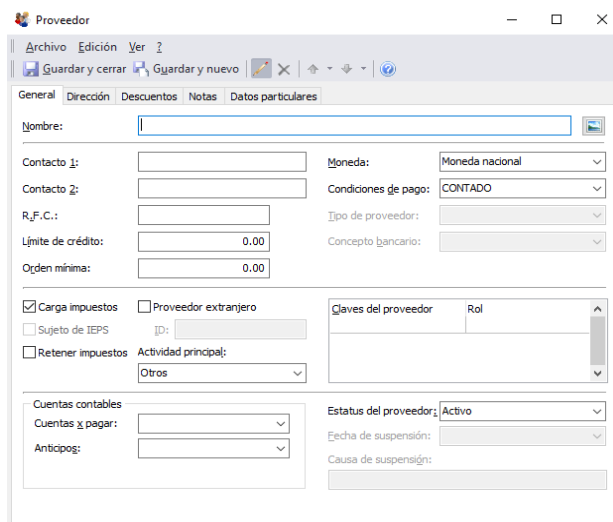 Proveedor
Archivo Edición Ver ?
Guardar y cerrar Guardar y nuevo
General Dirección Descuentos Notas Datos particulares
Nombre:
Contacto 1: Moneda: Moneda nacional
Contacto 2: Condiciones de pago: CONTADO
R.F.C.: Tipo de proveedor:
Límite de crédito: 0.00 Concepto bancario:
Orden mínima: 0.00
Carga impuestos Proveedor extranjero Claves del proveedor Rol
Sujeto de IEPS ID:
Retener impuestos Actividad principal:
Otros
Cuentas contables
Cuentas x pagar: Estatus del proveedor: Activo
Anticipos: Fecha de suspensión:
Causa de suspensión: